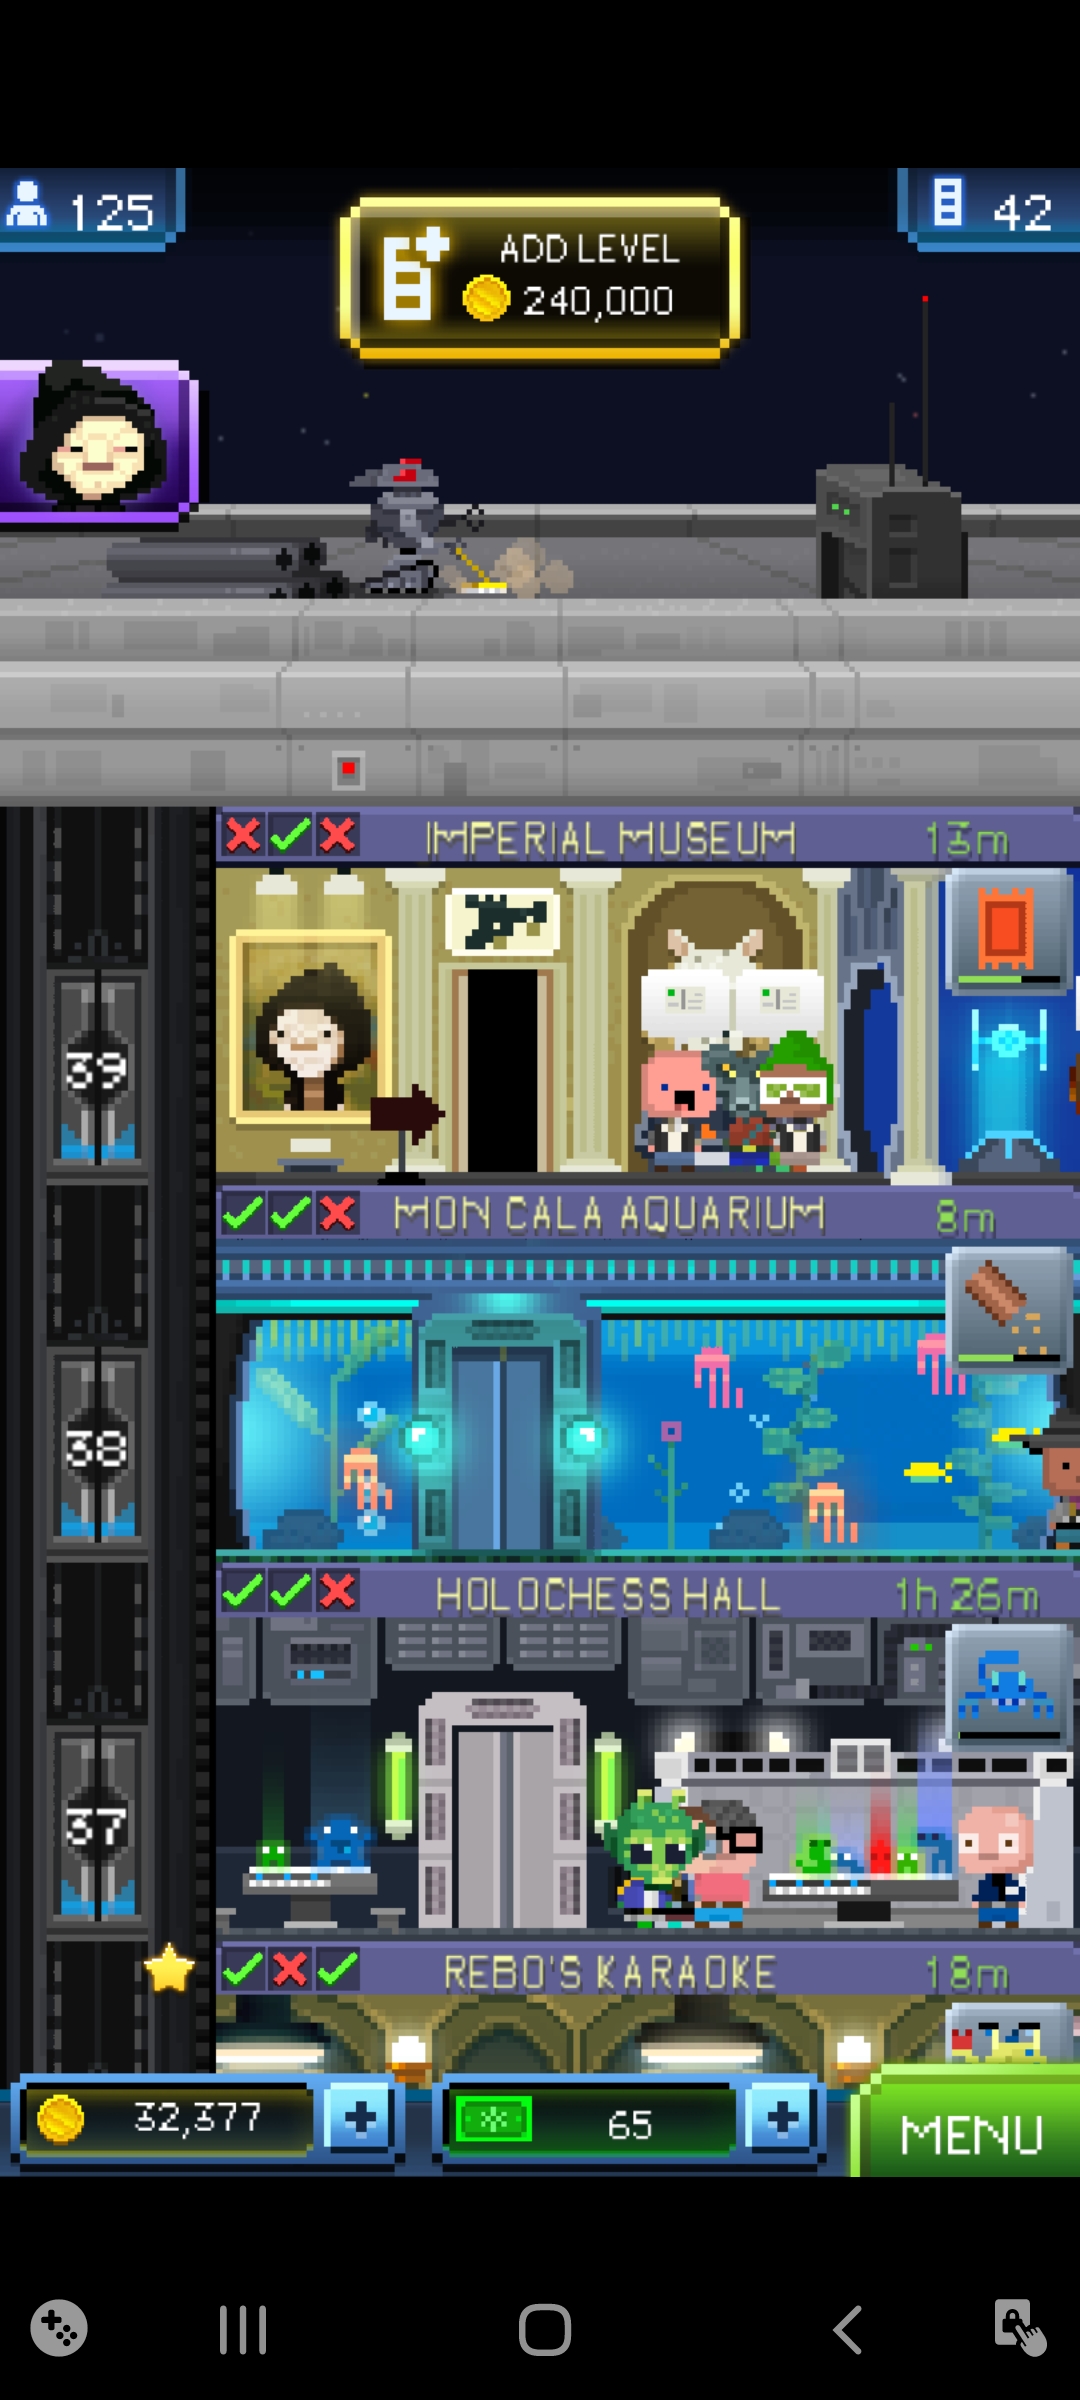 125
ADD LEVEL
240,000
42
IMPERIAL MUSEUM
39
MON CALA AQUARIUM 8m
38
HOLOCHESS HALL 1h 26m
37
REBO'S KARAOKE 18m
32,377
65
MENU